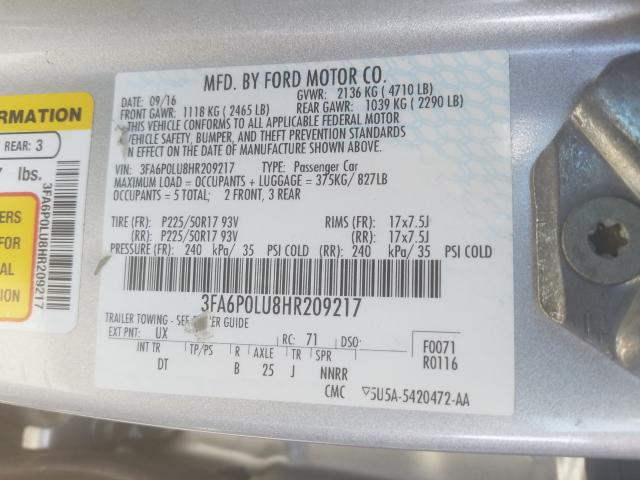 MFD. BY FORD MOTOR CO.
DATE: 09/16 GVWR: 2136 KG (4710 LB)
FRONT GAWR: 1118 KG (2465 LB) REAR GAWR: 1039 KG (2290 LB)
THIS VEHICLE CONFORMS TO ALL APPLICABLE FEDERAL MOTOR
VEHICLE SAFETY, BUMPER, AND THEFT PREVENTION STANDARDS
IN EFFECT ON THE DATE OF MANUFACTURE SHOWN ABOVE.
VIN: 3FA6P0LU8HR209217 TYPE: Passenger Car
MAXIMUM LOAD = OCCUPANTS + LUGGAGE = 375KG/ 827LB
OCCUPANTS = 5 TOTAL; 2 FRONT, 3 REAR
TIRE (FR): P225/50R17 93V RIMS (FR): 17x7.5J
(RR): P225/50R17 93V (RR): 17x7.5J
PRESSURE (FR): 240 kPa/ 35 PSI COLD (RR): 240 kPa/ 35 PSI COLD
3FA6P0LU8HR209217
TRAILER TOWING - SEE GUIDE
EXT PNT: UX RC: 71 DSO:
INT TR TP/PS R AXLE TR SPR
DT B 25 J NNRR
F0071
R0116
CMC ▽5U5A-5420472-AA
ORMATION
REAR: 3
lbs.
3FA6P0LU8HR209217
ERS
FOR
NAL
ION